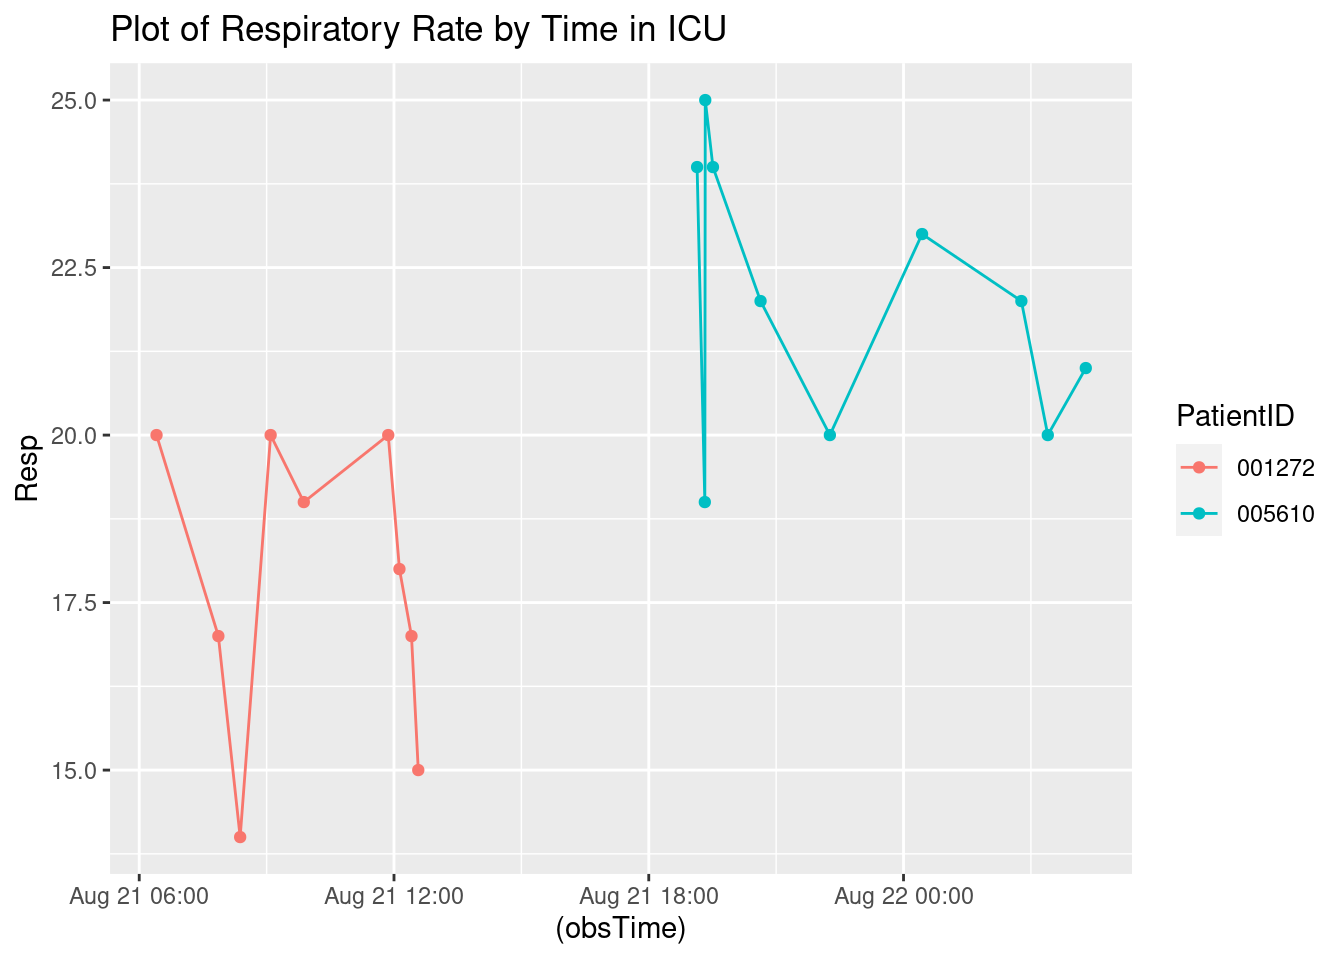 Plot of Respiratory Rate by Time in ICU
25.0
22.5
20.0
17.5
15.0
Resp
Aug 21 06:00
Aug 21 12:00
Aug 21 18:00
Aug 22 00:00
(obsTime)
PatientID
001272
005610